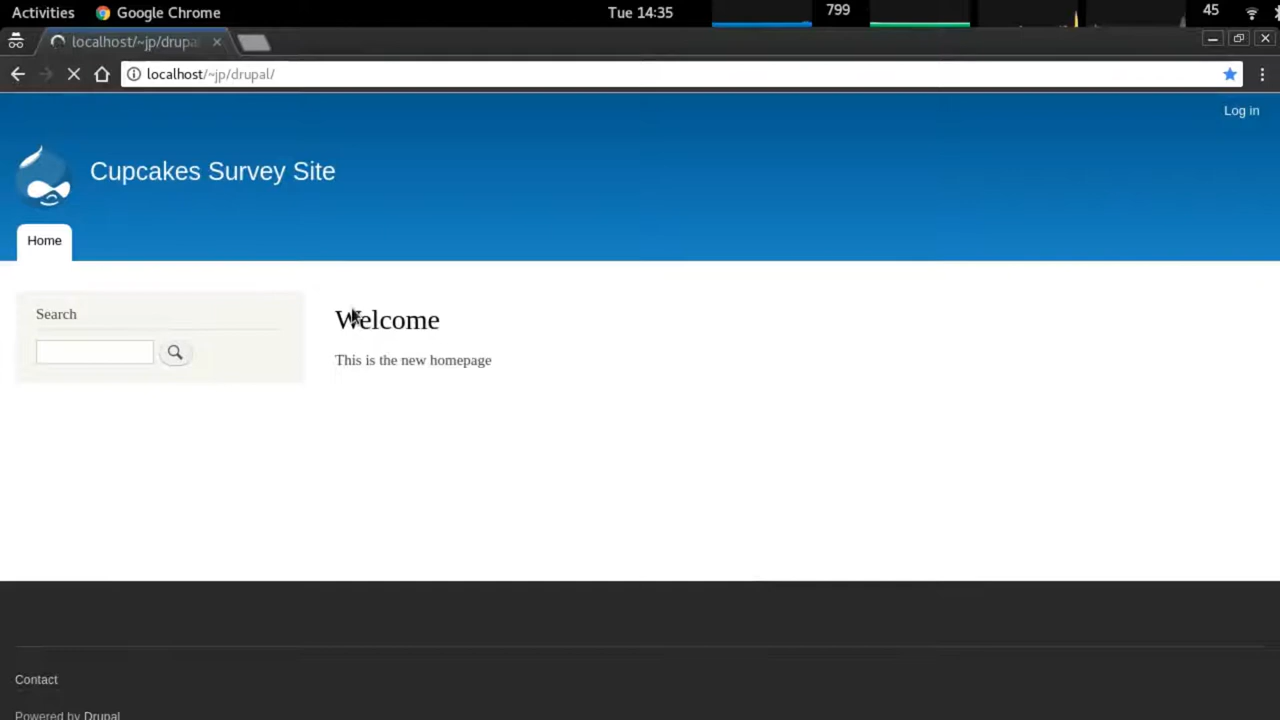 Activities Google Chrome Tue 14:35 799 45
localhost/~jp/drupa
localhost/~jp/drupal/
Log in
Cupcakes Survey Site
Home
Search
Welcome
This is the new homepage
Contact
Powered by Drupal